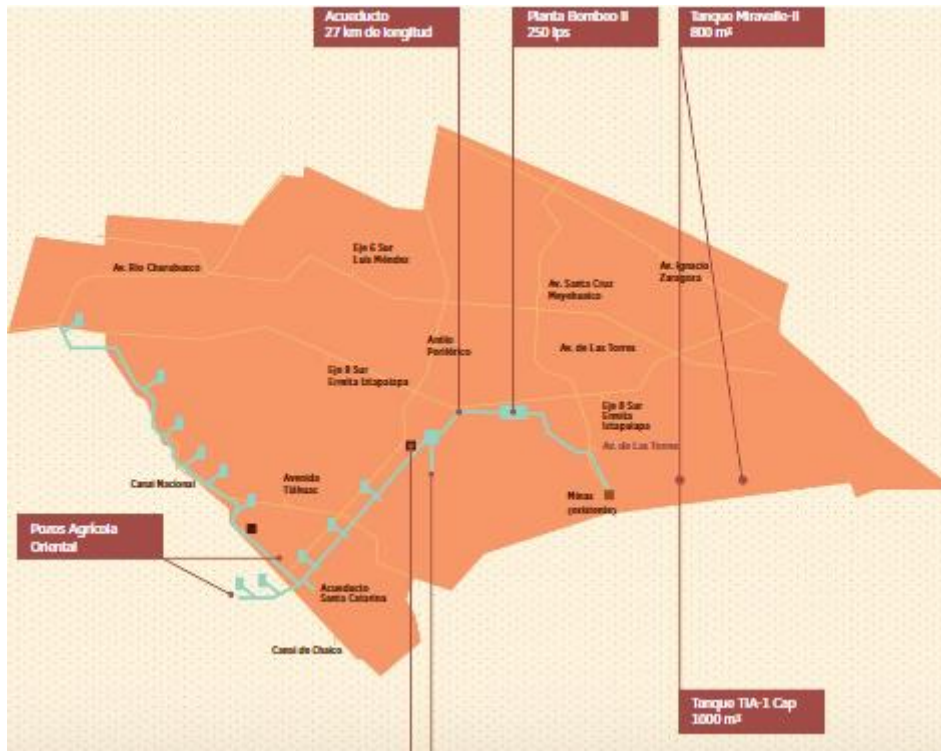 Acueducto
27 km de longitud
Planta Bombeo II
250 lps
Tanque Miravalle-II
800 m³
Av. Río Churubusco
Eje 6 Sur
Luis Méndez
Av. Santa Cruz
Meyehualco
Av. Ignacio
Zaragoza
Anillo
Periférico
Av. de Las Torres
Eje 8 Sur
Ermita Iztapalapa
Eje 8 Sur
Ermita
Iztapalapa
Av. de Las Torres
Canal Nacional
Avenida
Tláhuac
Minas
(existente)
Pozos Agrícola
Oriental
Acueducto
Santa Catarina
Canal de Chalco
Tanque TIA-1 Cap
1000 m³